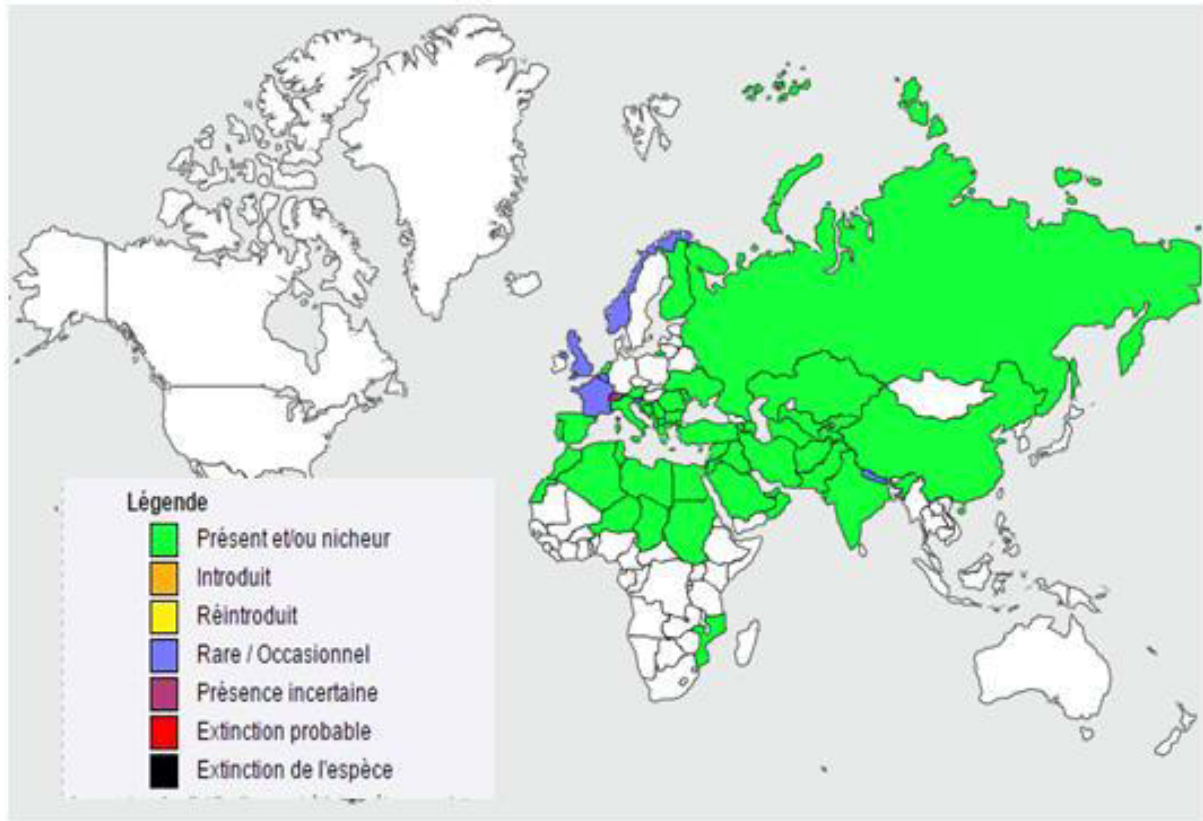 Légende
Présent et/ou nicheur
Introduit
Réintroduit
Rare / Occasionnel
Présence incertaine
Extinction probable
Extinction de l'espèce